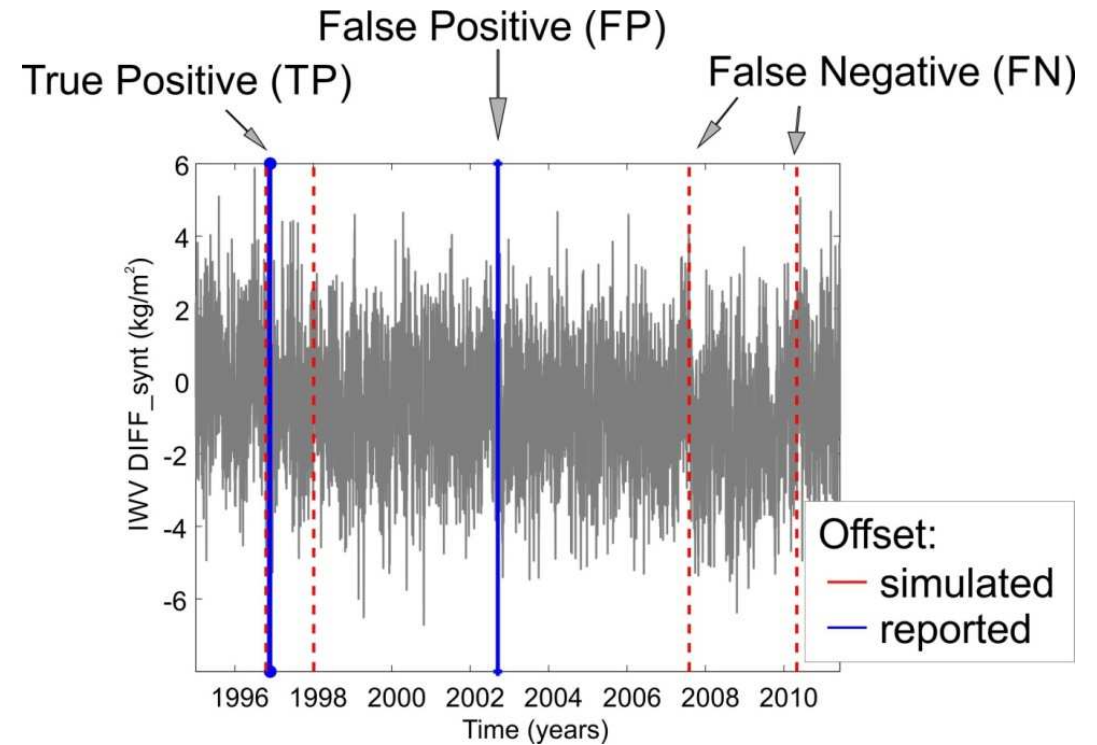 False Positive (FP)
True Positive (TP)
False Negative (FN)
6
4
2
0
-2
-4
-6
IWV DIFF_synt (kg/m²)
1996 1998 2000 2002 2004 2006 2008 2010
Time (years)
Offset:
simulated
reported